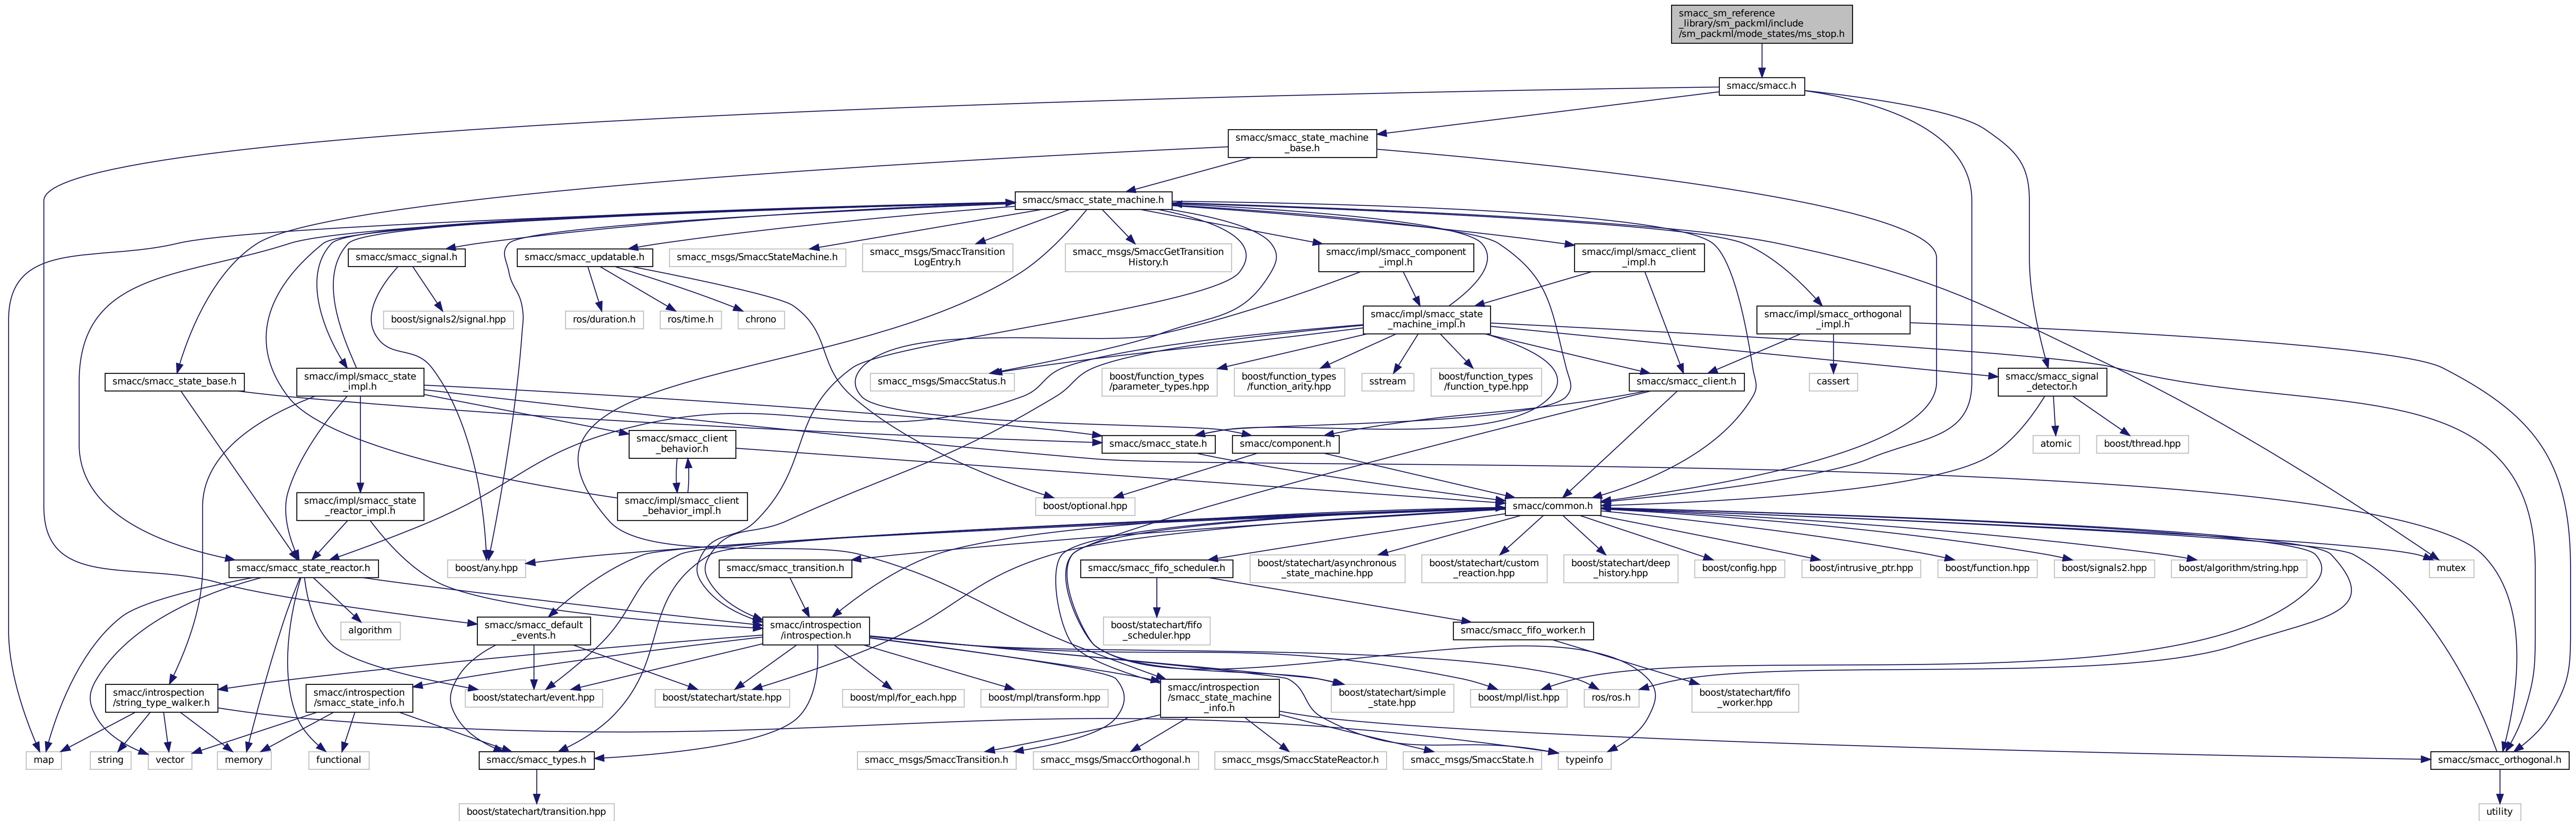 smacc_sm_reference
_library/sm_packml/include
/sm_packml/mode_states/ms_stop.h
smacc/smacc.h
smacc/smacc_state_machine
_base.h
smacc/smacc_state_machine.h
smacc/smacc_signal.h
smacc/smacc_updatable.h
smacc_msgs/SmaccStateMachine.h
smacc_msgs/SmaccTransition
LogEntry.h
smacc_msgs/SmaccGetTransition
History.h
smacc/impl/smacc_component
_impl.h
smacc/impl/smacc_client
_impl.h
boost/signals2/signal.hpp
ros/duration.h
ros/time.h
chrono
smacc/impl/smacc_state
_machine_impl.h
smacc/impl/smacc_orthogonal
_impl.h
smacc/smacc_state_base.h
smacc/impl/smacc_state
_impl.h
smacc_msgs/SmaccStatus.h
boost/function_types
/parameter_types.hpp
boost/function_types
/function_arity.hpp
sstream
boost/function_types
/function_type.hpp
smacc/smacc_client.h
cassert
smacc/smacc_signal
_detector.h
smacc/smacc_client
_behavior.h
smacc/smacc_state.h
smacc/component.h
atomic
boost/thread.hpp
smacc/impl/smacc_state
_reactor_impl.h
smacc/impl/smacc_client
_behavior_impl.h
boost/optional.hpp
smacc/common.h
smacc/smacc_state_reactor.h
boost/any.hpp
smacc/smacc_transition.h
smacc/smacc_fifo_scheduler.h
boost/statechart/asynchronous
_state_machine.hpp
boost/statechart/custom
_reaction.hpp
boost/statechart/deep
_history.hpp
boost/config.hpp
boost/intrusive_ptr.hpp
boost/function.hpp
boost/signals2.hpp
boost/algorithm/string.hpp
mutex
algorithm
smacc/smacc_default
_events.h
smacc/introspection
/introspection.h
boost/statechart/fifo
_scheduler.hpp
smacc/smacc_fifo_worker.h
smacc/introspection
/string_type_walker.h
smacc/introspection
/smacc_state_info.h
boost/statechart/event.hpp
boost/statechart/state.hpp
boost/mpl/for_each.hpp
boost/mpl/transform.hpp
smacc/introspection
/smacc_state_machine
_info.h
boost/statechart/simple
_state.hpp
boost/mpl/list.hpp
ros/ros.h
boost/statechart/fifo
_worker.hpp
map
string
vector
memory
functional
smacc/smacc_types.h
smacc_msgs/SmaccTransition.h
smacc_msgs/SmaccOrthogonal.h
smacc_msgs/SmaccStateReactor.h
smacc_msgs/SmaccState.h
typeinfo
smacc/smacc_orthogonal.h
boost/statechart/transition.hpp
utility